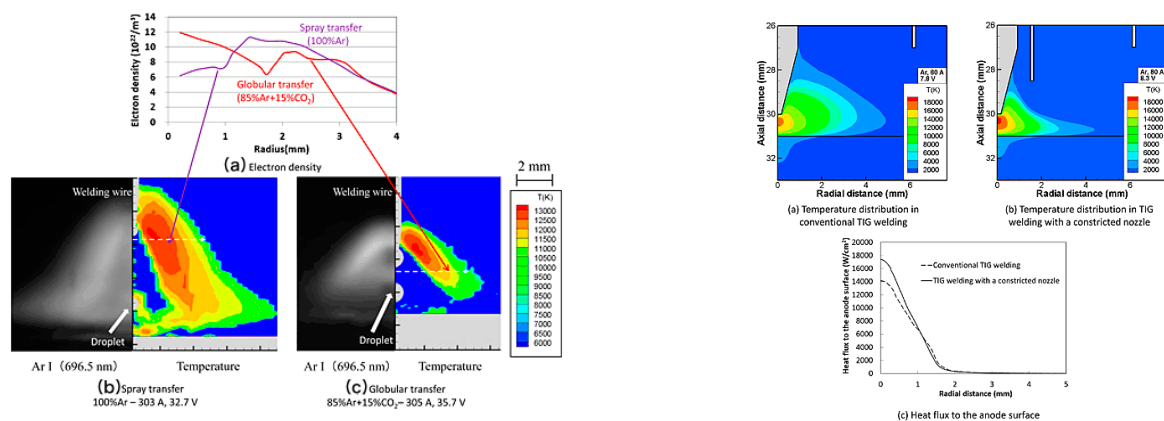 Elctron density (10²²/m³)
14
12
10
8
6
4
2
0
Spray transfer
(100%Ar)
Globular transfer
(85%Ar+15%CO₂)
0 1 2 3 4
Radius(mm)
(a) Electron density
2 mm
Welding wire
Droplet
Ar I (696.5 nm) Temperature
(b) Spray transfer
100%Ar – 303 A, 32.7 V
Welding wire
Droplet
Ar I (696.5 nm) Temperature
(c) Globular transfer
85%Ar+15%CO₂– 305 A, 35.7 V
T(K)
13000
12500
12000
11500
11000
10500
10000
9500
9000
8500
8000
7500
7000
6500
6000
Axial distance (mm)
26
28
30
32
Ar, 80 A
7.8 V
T(K)
18000
16000
14000
12000
10000
8000
6000
4000
2000
0 2 4 6
Radial distance (mm)
(a) Temperature distribution in
conventional TIG welding
Axial distance (mm)
26
28
30
32
Ar, 80 A
8.3 V
T(K)
18000
16000
14000
12000
10000
8000
6000
4000
2000
0 2 4 6
Radial distance (mm)
(b) Temperature distribution in TIG
welding with a constricted nozzle
Heat flux to the anode surface (W/cm²)
20000
18000
16000
14000
12000
10000
8000
6000
4000
2000
0
Conventional TIG welding
TIG welding with a constricted nozzle
0 1 2 3 4 5
Radial distance (mm)
(c) Heat flux to the anode surface